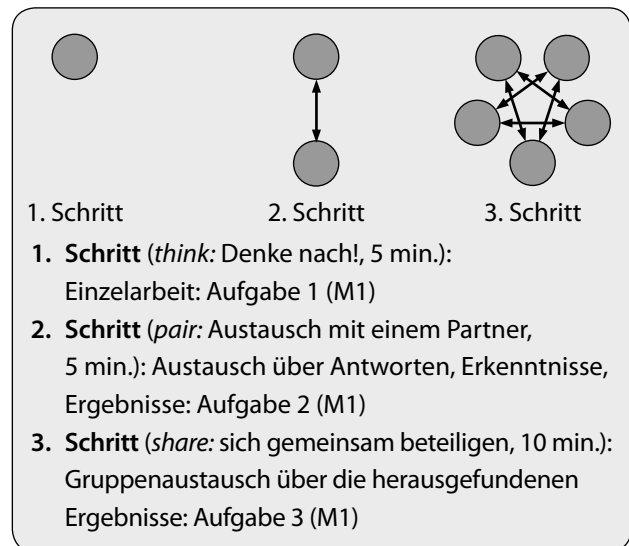 1. Schritt 2. Schritt 3. Schritt
1. Schritt (think: Denke nach!, 5 min.):
Einzelarbeit: Aufgabe 1 (M1)
2. Schritt (pair: Austausch mit einem Partner,
5 min.): Austausch über Antworten, Erkenntnisse,
Ergebnisse: Aufgabe 2 (M1)
3. Schritt (share: sich gemeinsam beteiligen, 10 min.):
Gruppenaustausch über die herausgefundenen
Ergebnisse: Aufgabe 3 (M1)